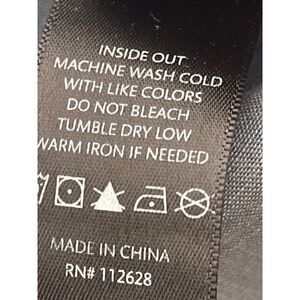 INSIDE OUT
MACHINE WASH COLD
WITH LIKE COLORS
DO NOT BLEACH
TUMBLE DRY LOW
WARM IRON IF NEEDED
MADE IN CHINA
RN# 112628